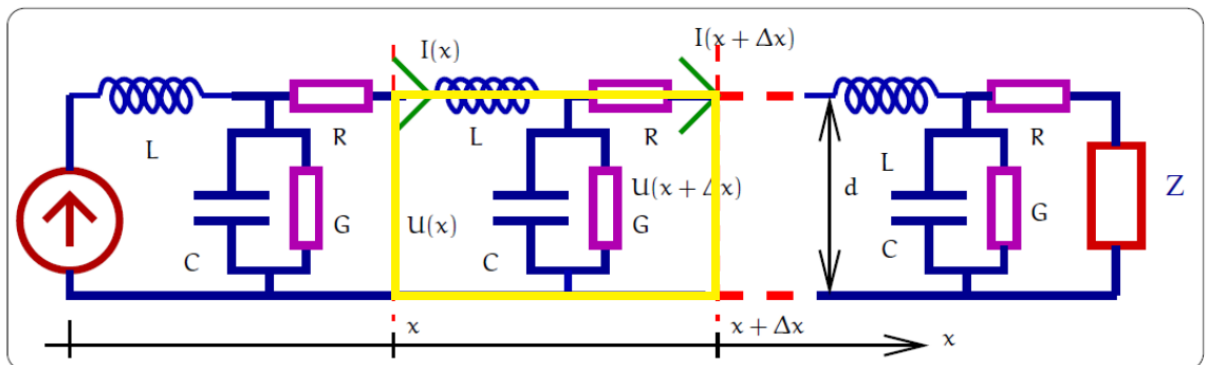 I(x)
I(x + Δx)
L
R
L
R
L
R
C
G
U(x)
C
U(x + Δx)
G
d
C
G
Z
x
x + Δx
x